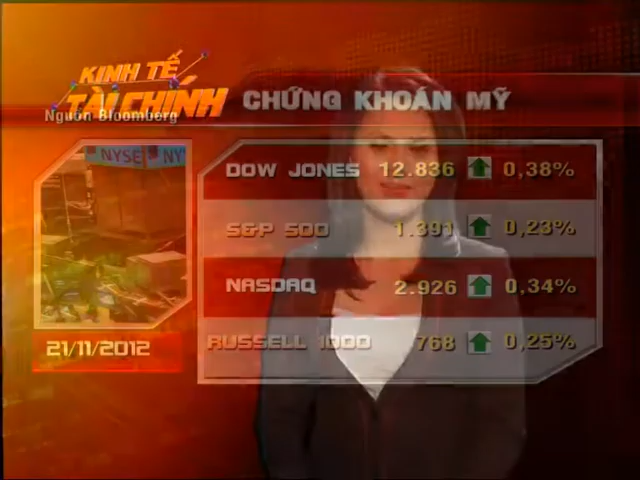 KINH TẾ
TÀI CHÍNH
Nguồn Bloomberg
CHỨNG KHOÁN MỸ
NYSE NY
DOW JONES 12.836 0,38%
S&P 500 1.391 0,23%
NASDAQ 2.926 0,34%
RUSSELL 1000 768 0,25%
21/11/2012